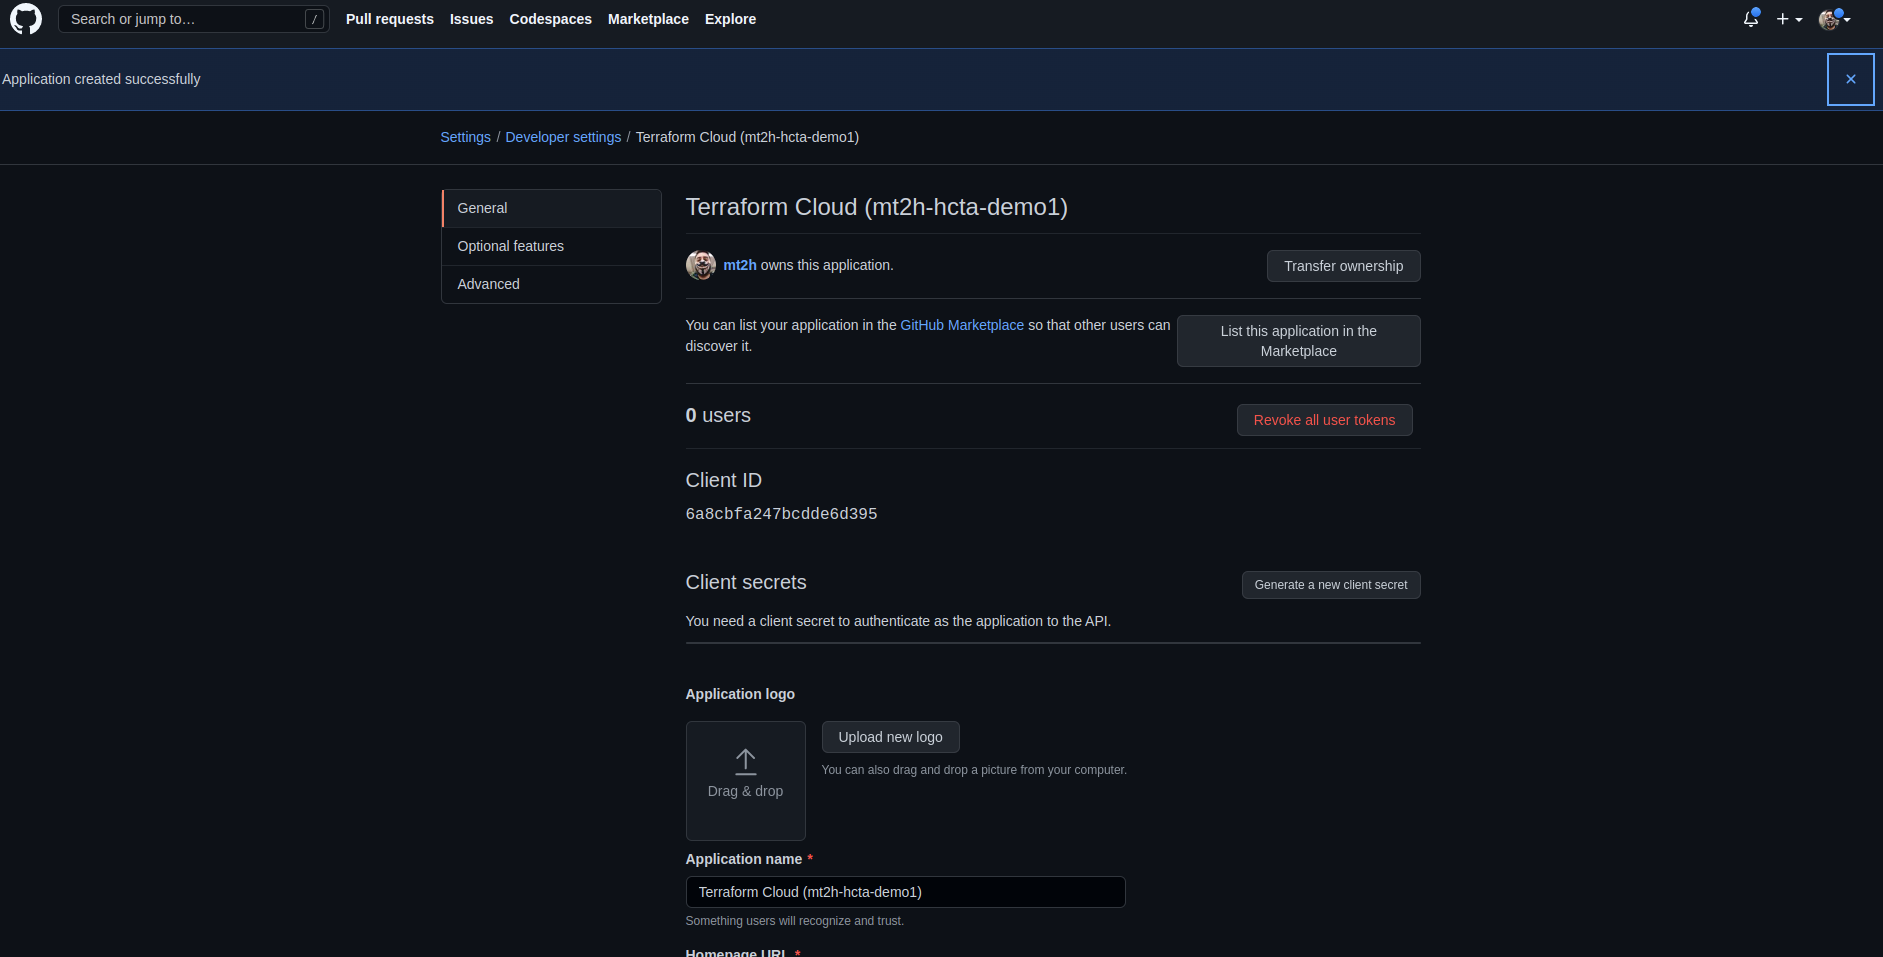 Search or jump to…
/
Pull requests
Issues
Codespaces
Marketplace
Explore
Application created successfully
Settings / Developer settings / Terraform Cloud (mt2h-hcta-demo1)
General
Optional features
Advanced
Terraform Cloud (mt2h-hcta-demo1)
mt2h owns this application.
Transfer ownership
You can list your application in the GitHub Marketplace so that other users can
discover it.
List this application in the
Marketplace
0 users
Revoke all user tokens
Client ID
6a8cbfa247bcdde6d395
Client secrets
Generate a new client secret
You need a client secret to authenticate as the application to the API.
Application logo
Drag & drop
Upload new logo
You can also drag and drop a picture from your computer.
Application name *
Terraform Cloud (mt2h-hcta-demo1)
Something users will recognize and trust.
Homepage URL *